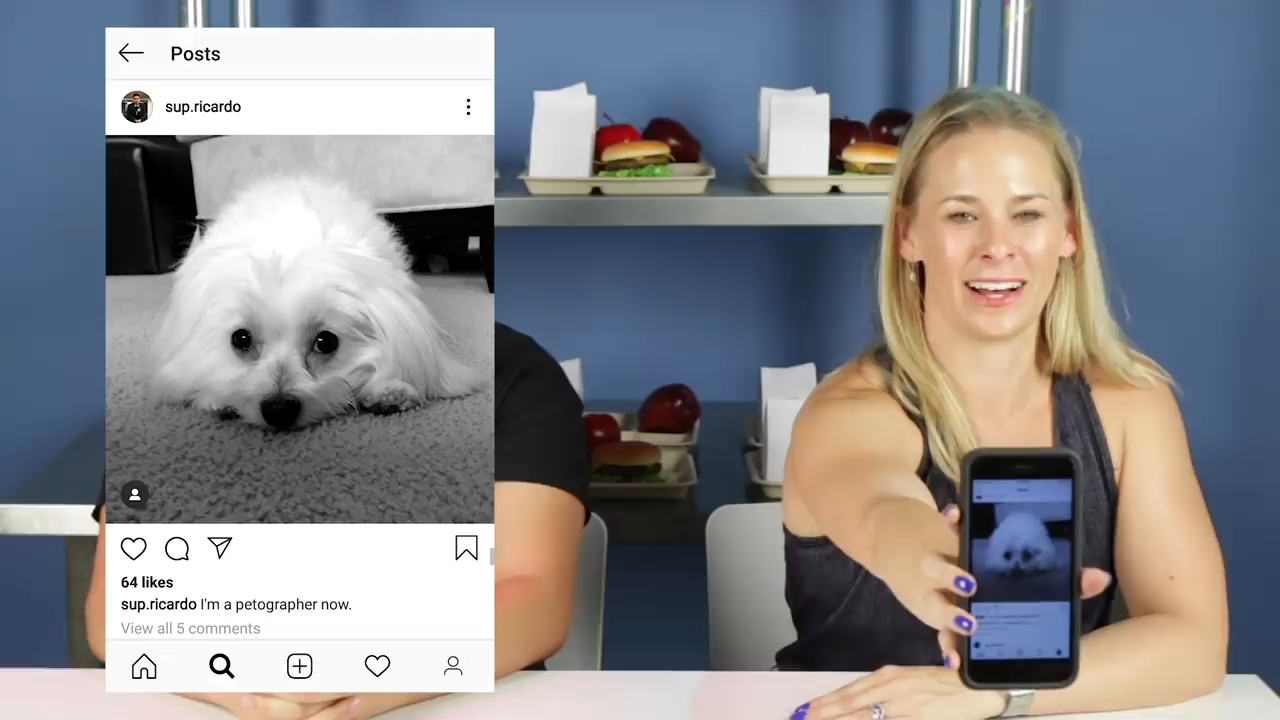 Posts
sup.ricardo
64 likes
sup.ricardo I'm a petographer now.
View all 5 comments